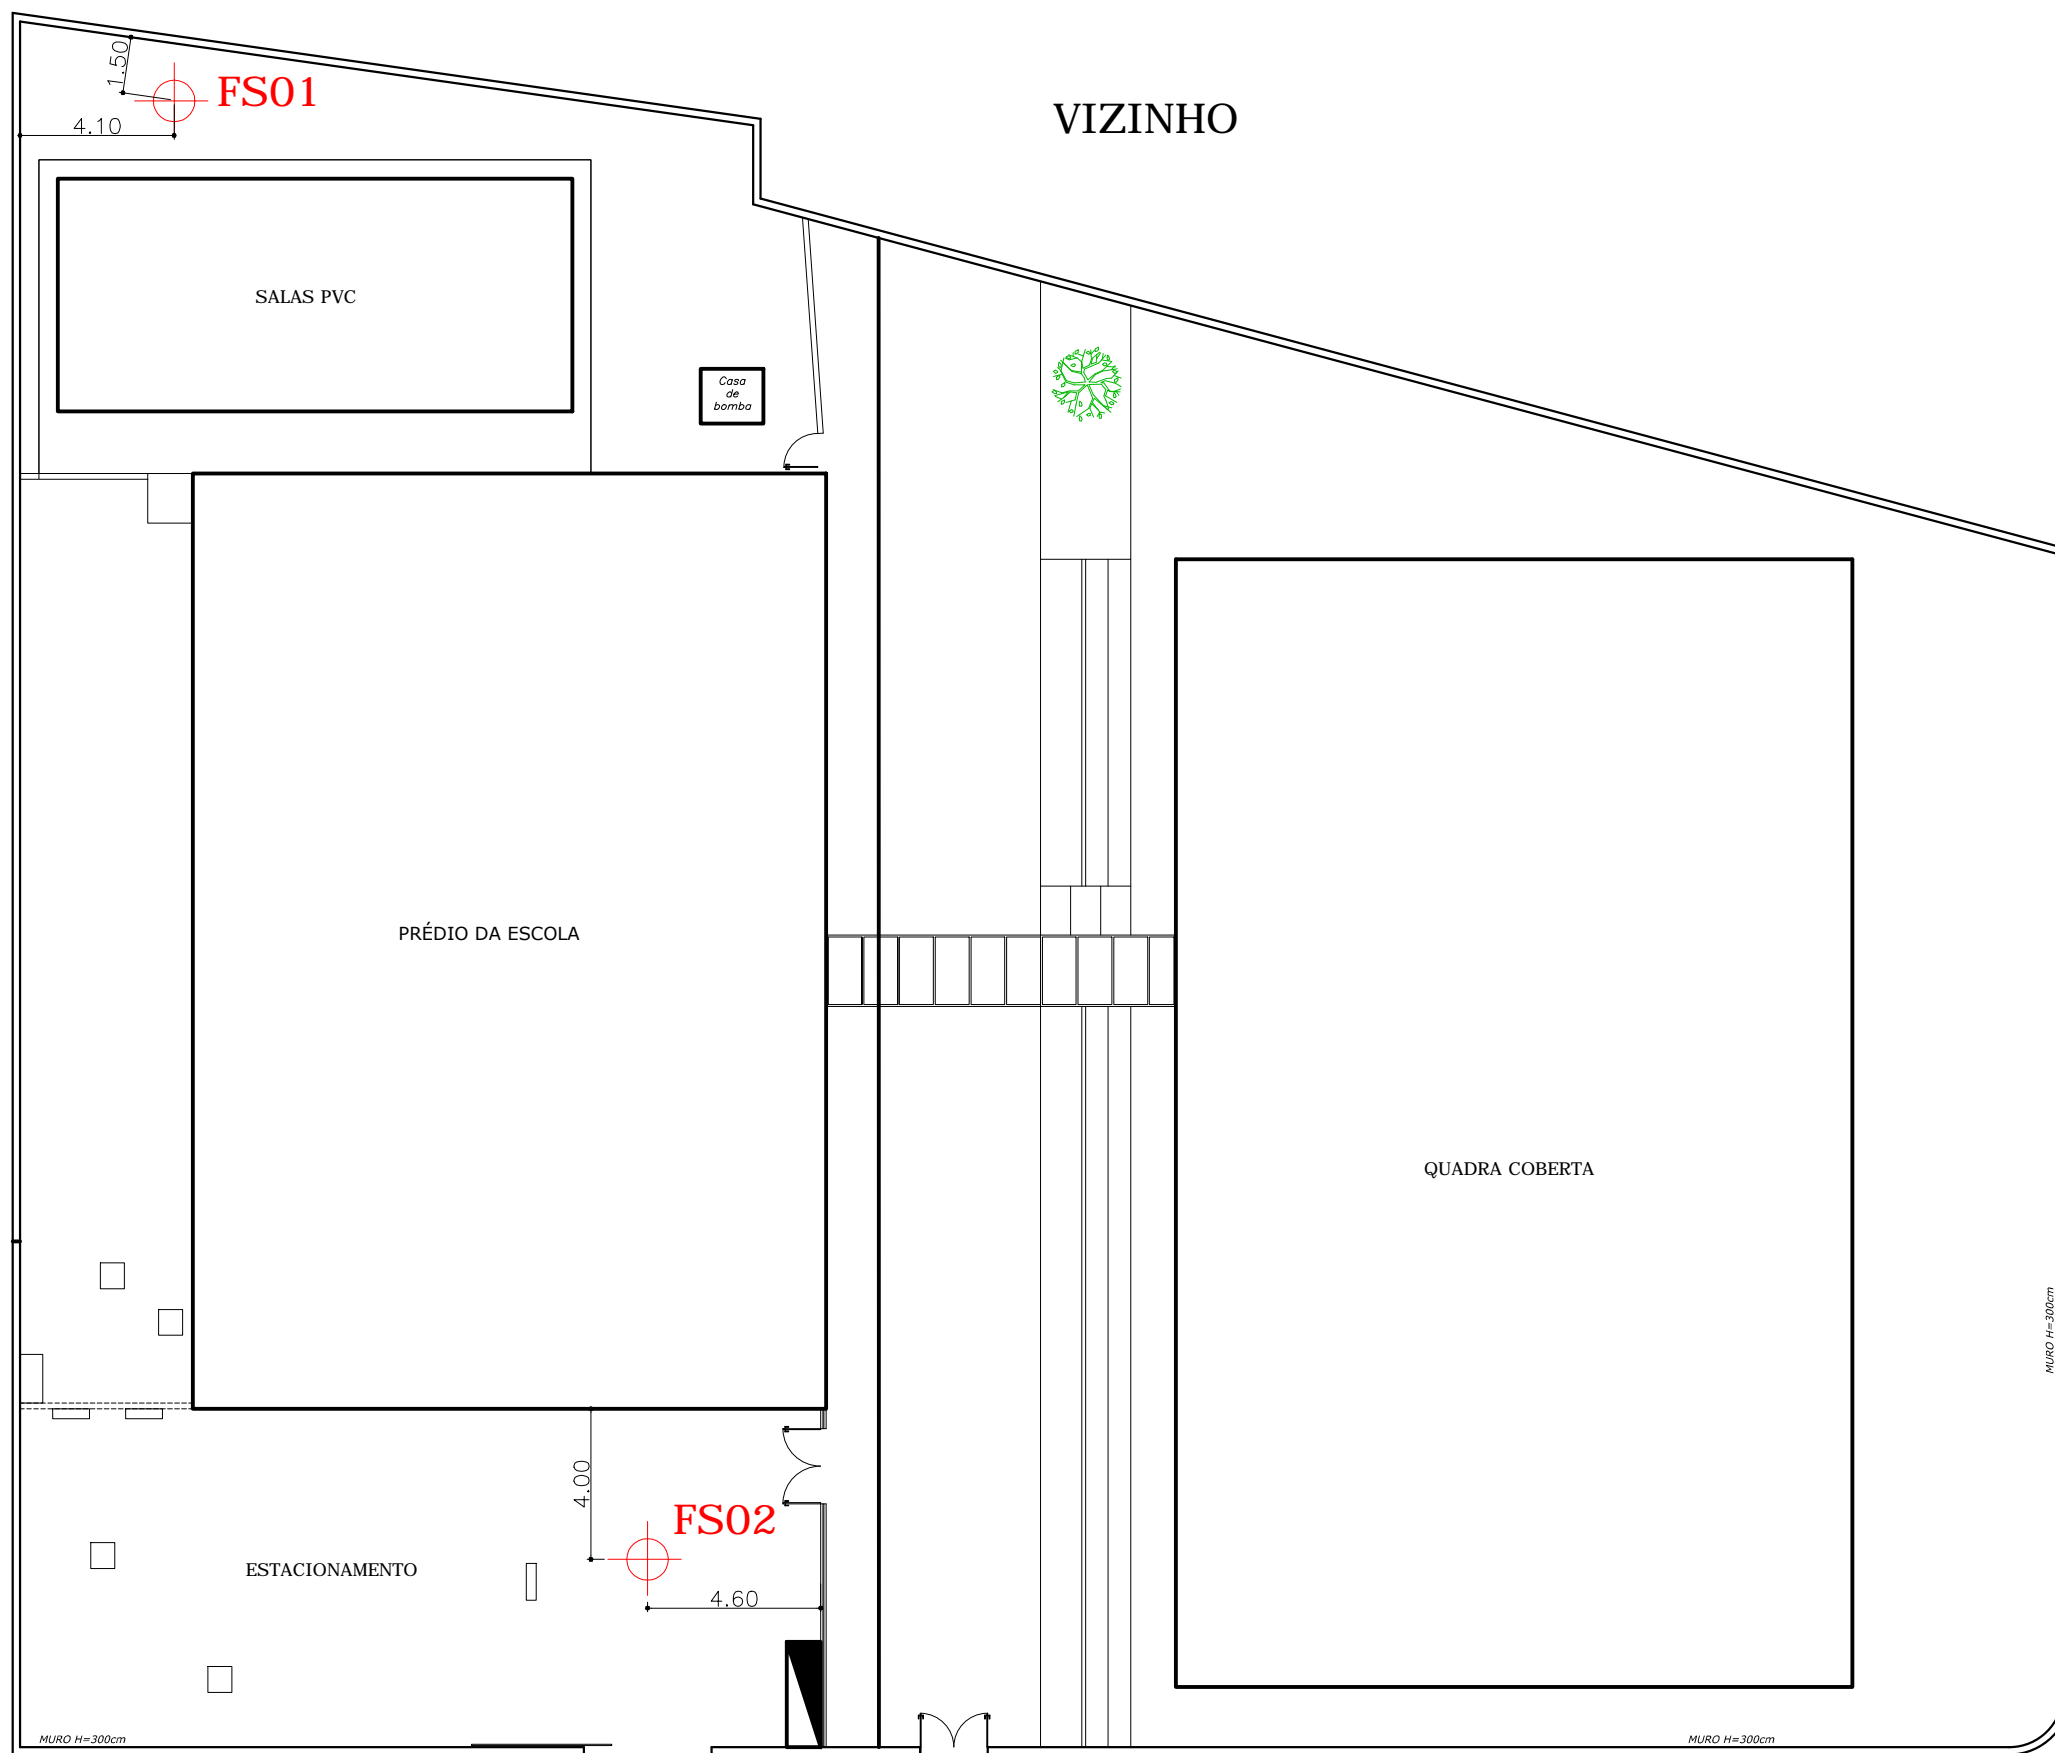 1.50
FS01
4.10
VIZINHO
SALAS PVC
Casa
de
bomba
PRÉDIO DA ESCOLA
QUADRA COBERTA
MURO H=300cm
4.00
FS02
ESTACIONAMENTO
4.60
MURO H=300cm
MURO H=300cm